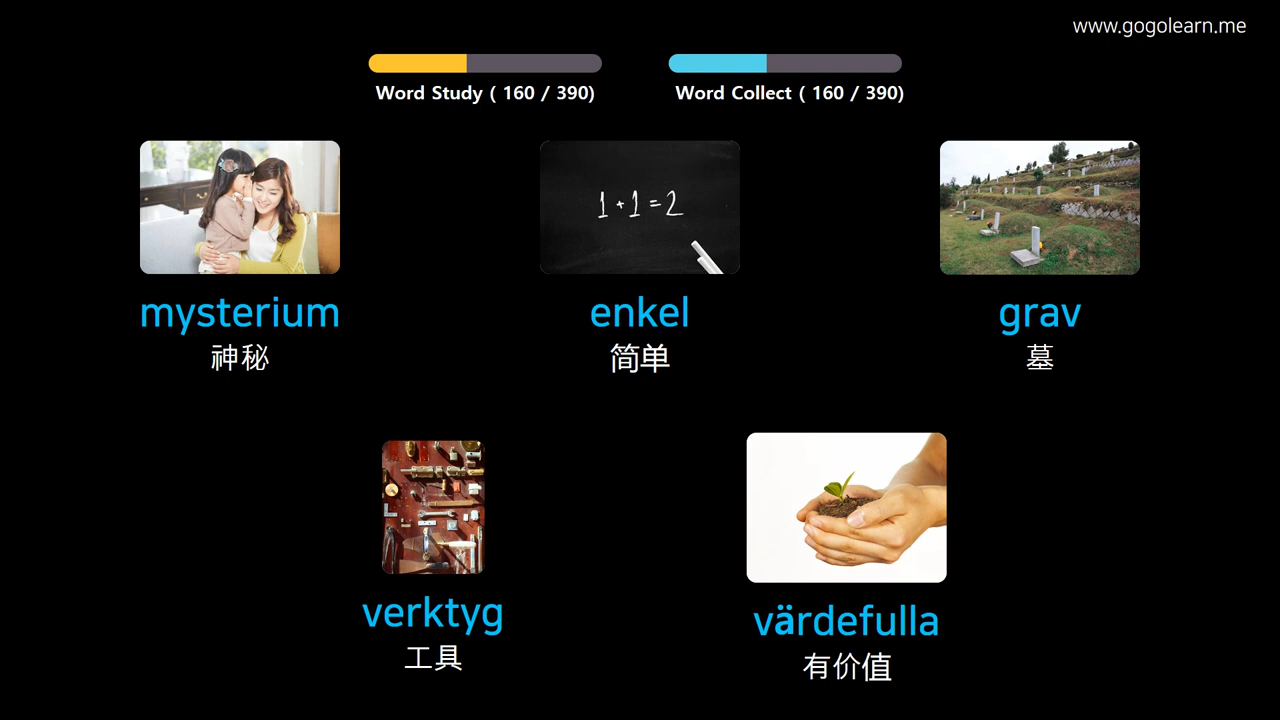 www.gogolearn.me
Word Study ( 160 / 390)
Word Collect ( 160 / 390)
1+1=2
mysterium
神秘
enkel
简单
grav
墓
verktyg
工具
värdefulla
有价值